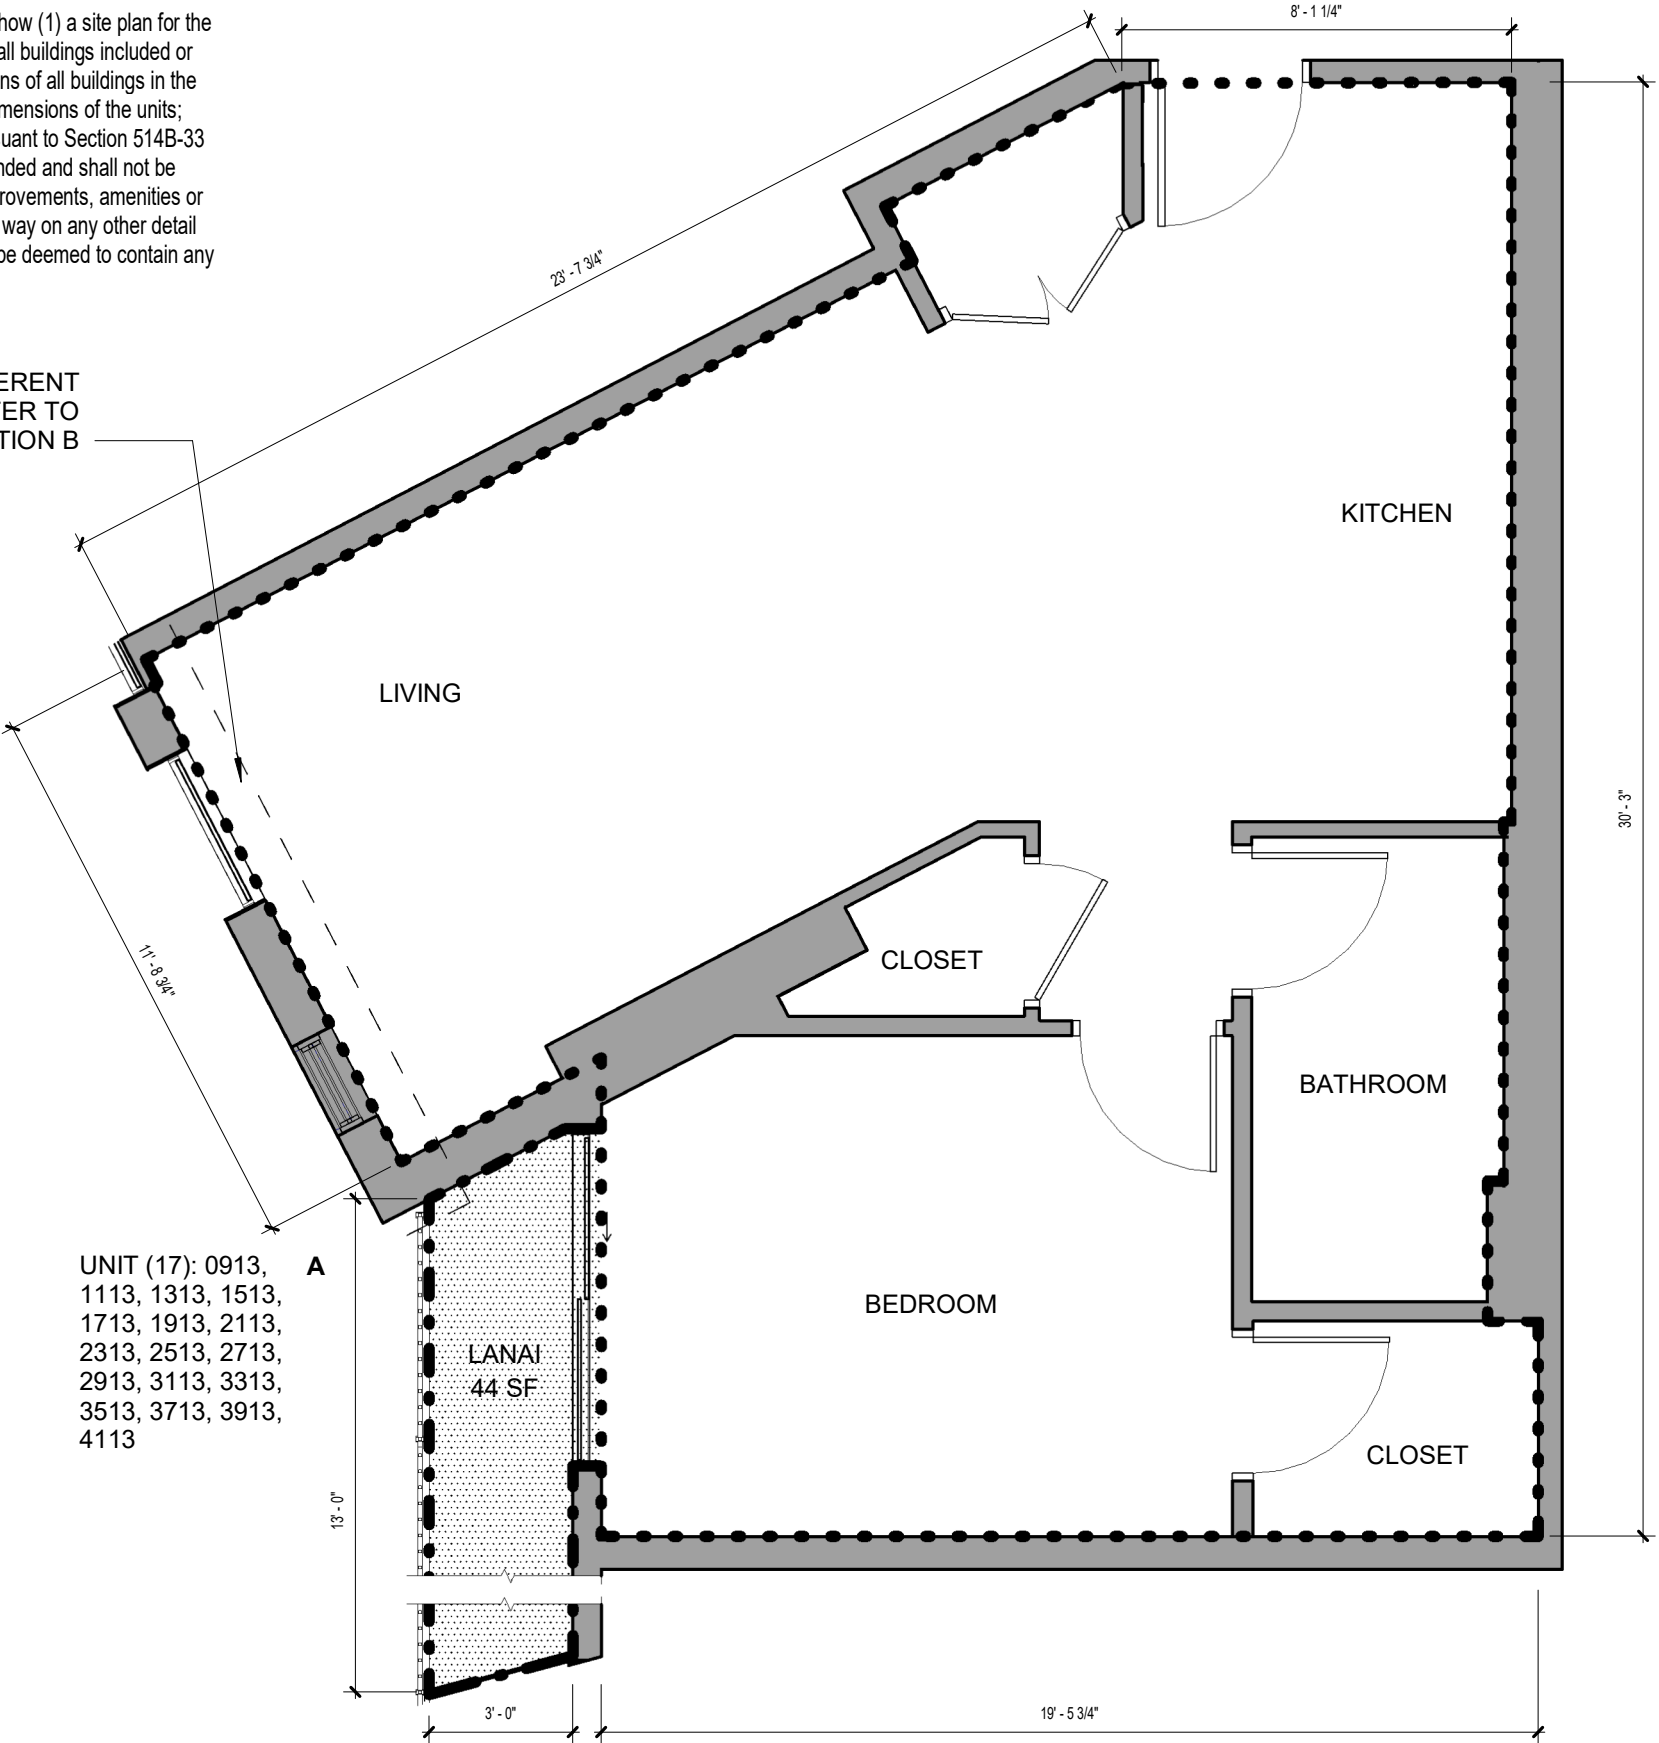 how (1) a site plan for the
all buildings included or
ns of all buildings in the
mensions of the units;
uant to Section 514B-33
nded and shall not be
rovements, amenities or
way on any other detail
be deemed to contain any
8' - 1 1/4"
23' - 7 3/4"
ERENT
ER TO
TION B
KITCHEN
LIVING
30' - 3"
11' - 8 3/4"
CLOSET
BATHROOM
UNIT (17): 0913,
1113, 1313, 1513,
1713, 1913, 2113,
2313, 2513, 2713,
2913, 3113, 3313,
3513, 3713, 3913,
4113
A
BEDROOM
LANAI
44 SF
CLOSET
13' - 0"
3' - 0"
19' - 5 3/4"